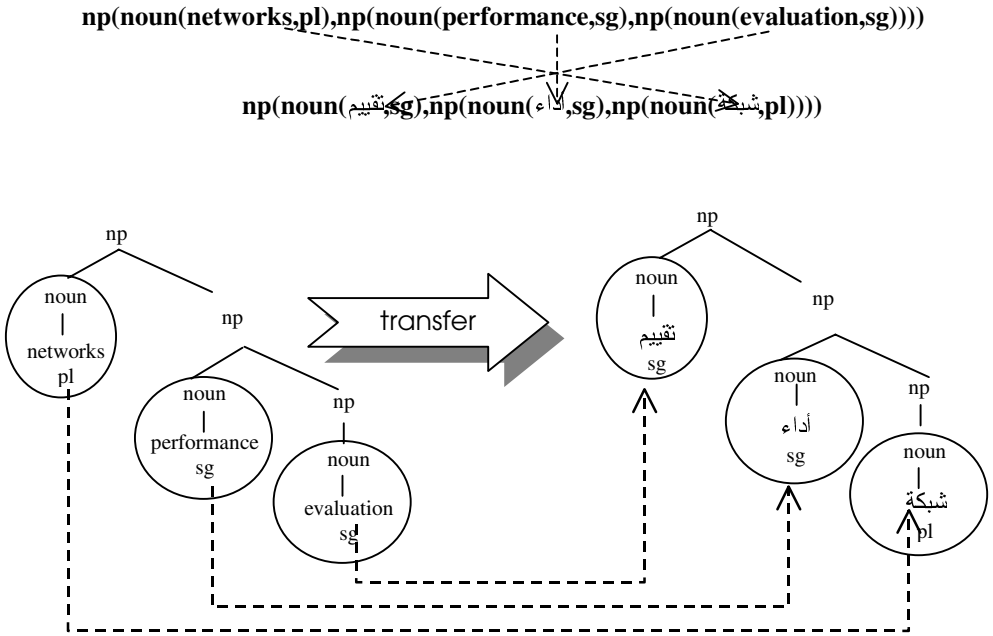 np(noun(networks,pl),np(noun(performance,sg),np(noun(evaluation,sg))))
np(noun(تقييم,sg),np(noun(أداء,sg),np(noun(شبكة,pl))))
np
np
noun
networks
pl
np
noun
performance
sg
np
noun
evaluation
sg
transfer
noun
تقييم
sg
np
noun
أداء
sg
np
noun
شبكة
pl